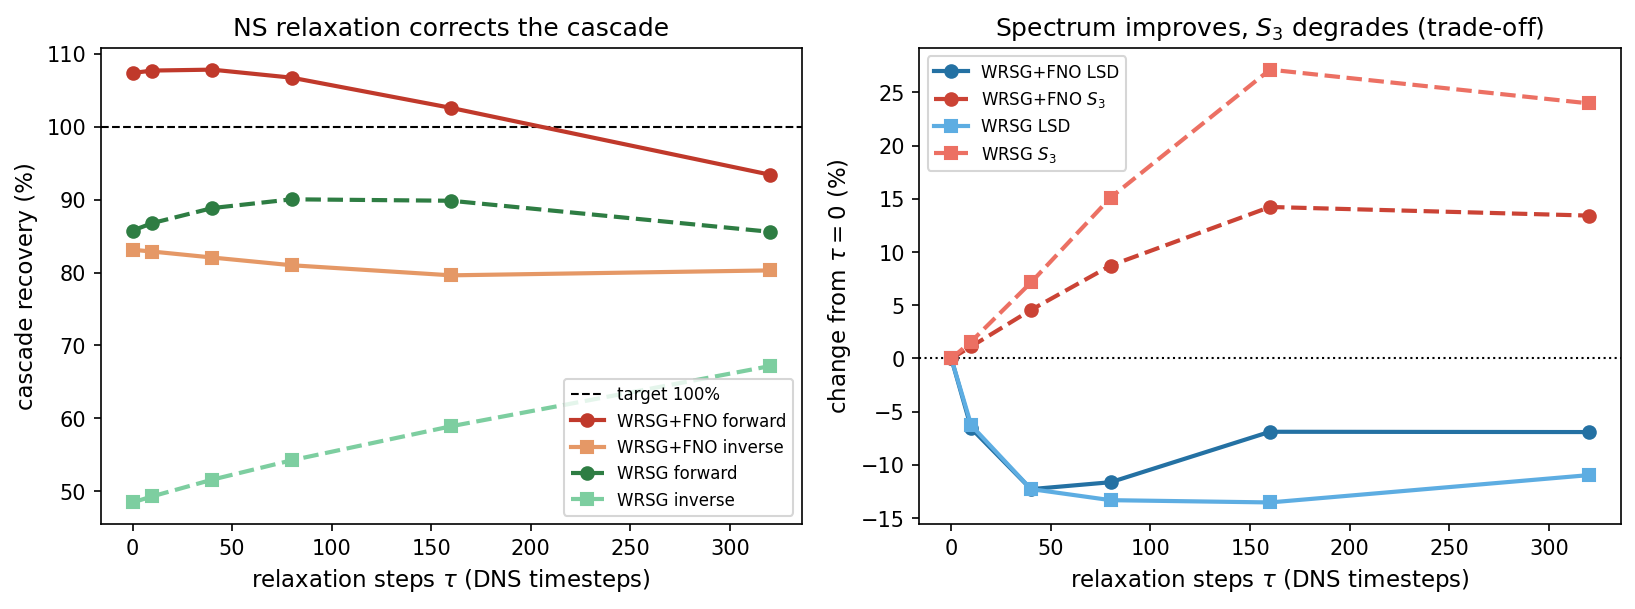 NS relaxation corrects the cascade
110
100
90
80
70
60
50
cascade recovery (%)
0
50
100
150
200
250
300
relaxation steps τ (DNS timesteps)
target 100%
WRSG+FNO forward
WRSG+FNO inverse
WRSG forward
WRSG inverse
Spectrum improves, S₃ degrades (trade-off)
25
20
15
10
5
0
−5
−10
−15
change from τ = 0 (%)
0
50
100
150
200
250
300
relaxation steps τ (DNS timesteps)
WRSG+FNO LSD
WRSG+FNO S₃
WRSG LSD
WRSG S₃